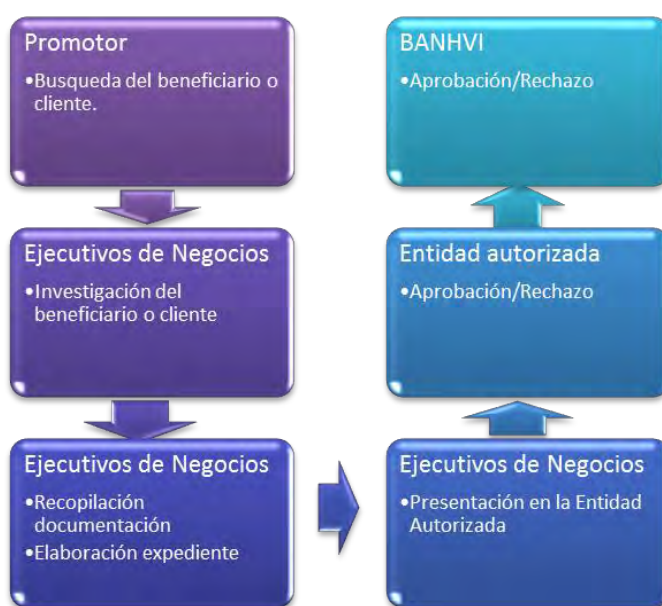 Promotor
•Busqueda del beneficiario o
cliente.
Ejecutivos de Negocios
•Investigación del
beneficiario o cliente
Ejecutivos de Negocios
•Recopilación
documentación
•Elaboración expediente
Ejecutivos de Negocios
•Presentación en la Entidad
Autorizada
Entidad autorizada
•Aprobación/Rechazo
BANHVI
•Aprobación/Rechazo